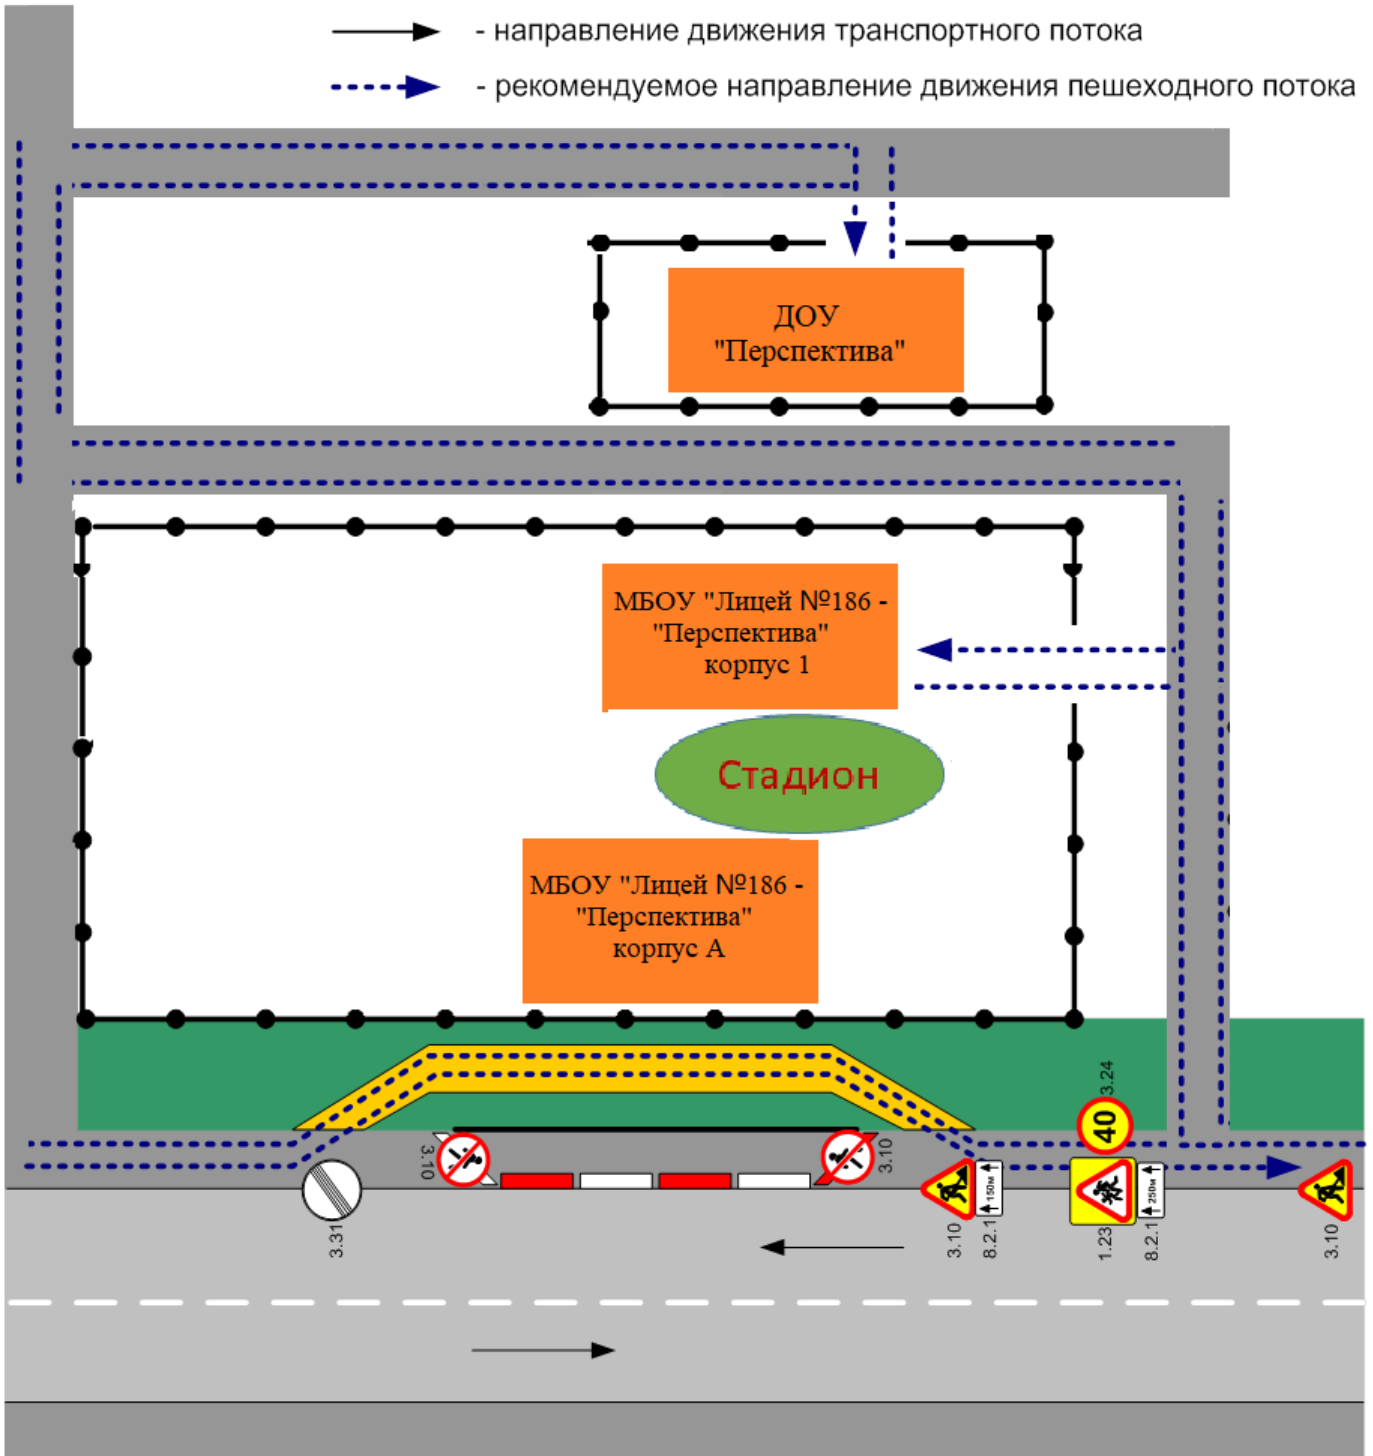 - направление движения транспортного потока
- рекомендуемое направление движения пешеходного потока
ДОУ
"Перспектива"
МБОУ "Лицей №186 -
"Перспектива"
корпус 1
Стадион
МБОУ "Лицей №186 -
"Перспектива"
корпус А
3.24
40
3.10
3.10
150м
250м
3.31
3.10
8.2.1
1.23
8.2.1
3.10